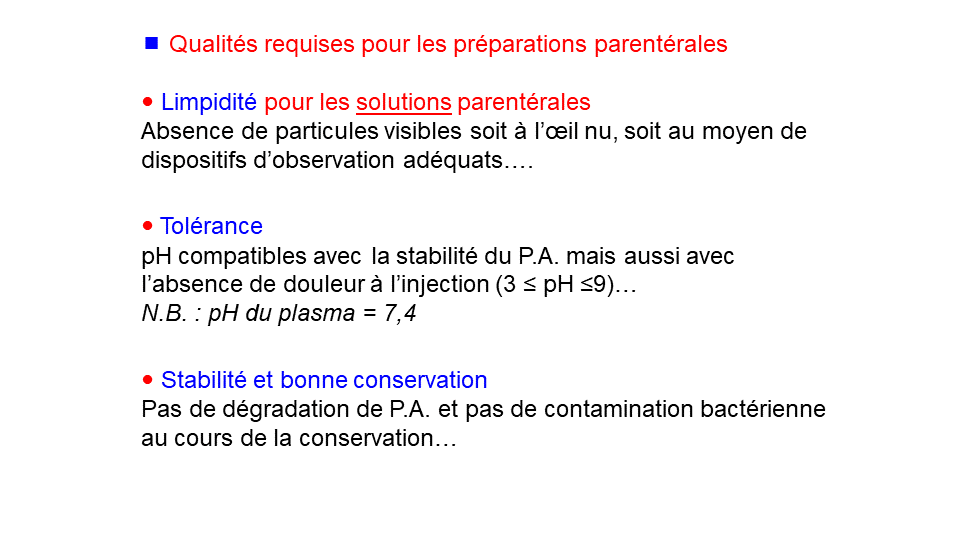 ■ Qualités requises pour les préparations parentérales
• Limpidité pour les solutions parentérales
Absence de particules visibles soit à l’œil nu, soit au moyen de
dispositifs d’observation adéquats….
• Tolérance
pH compatibles avec la stabilité du P.A. mais aussi avec
l’absence de douleur à l’injection (3 ≤ pH ≤9)…
N.B. : pH du plasma = 7,4
• Stabilité et bonne conservation
Pas de dégradation de P.A. et pas de contamination bactérienne
au cours de la conservation…